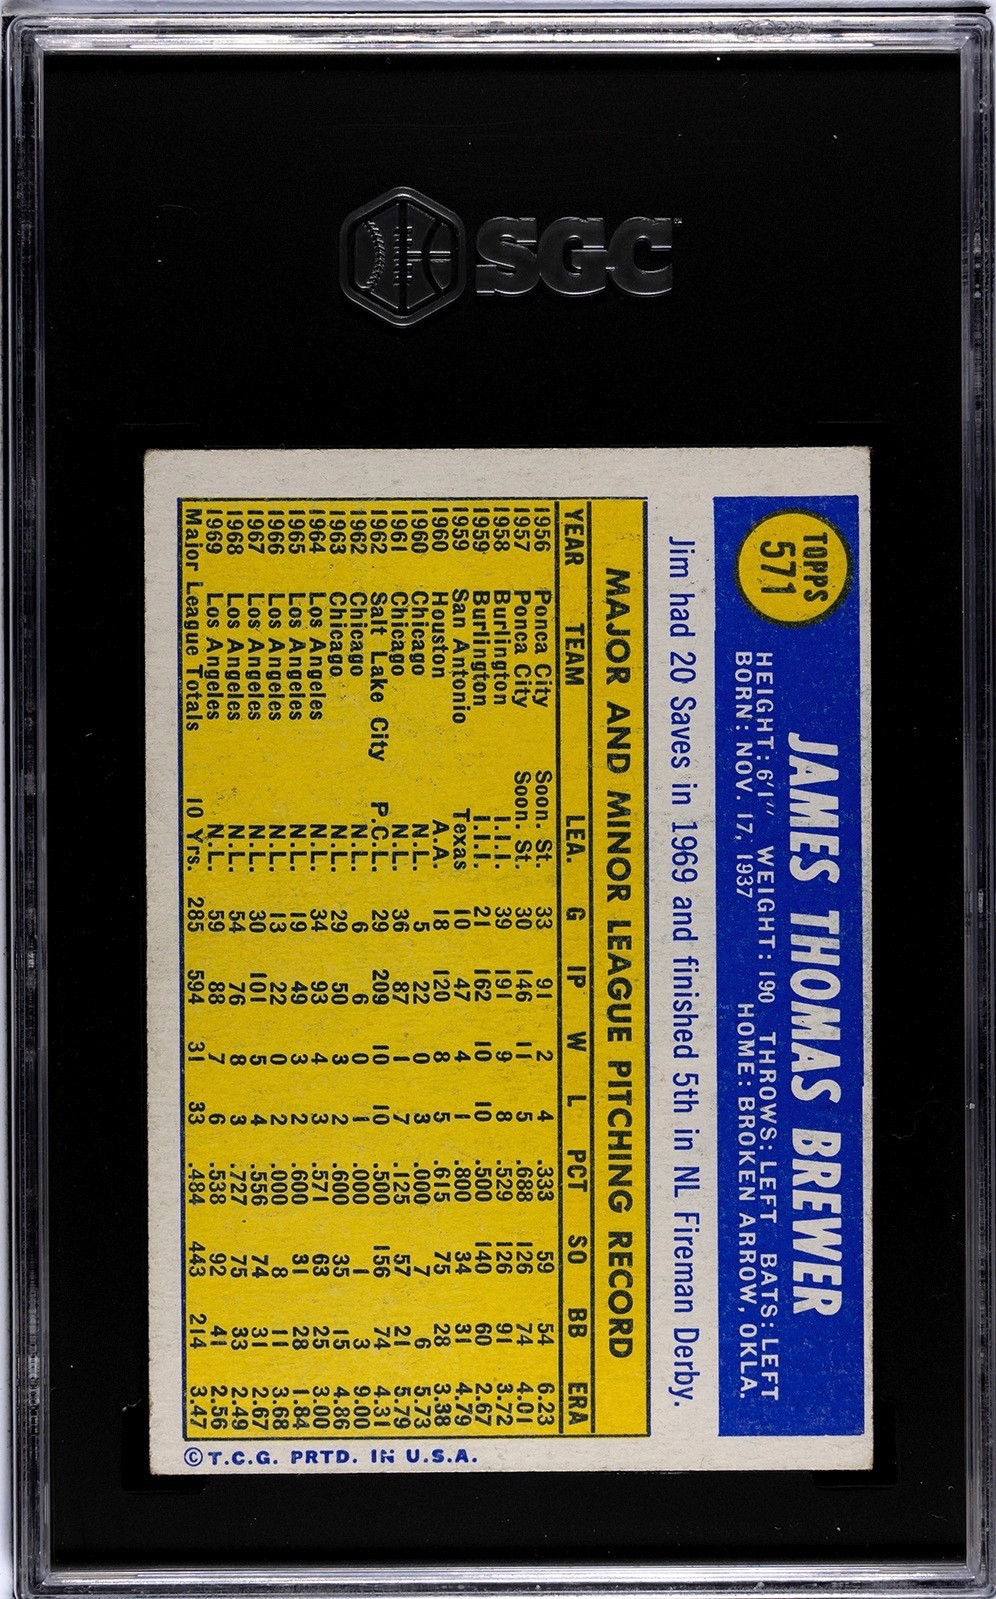 SGC
TOPPS
571
JAMES THOMAS BREWER
HEIGHT: 6'1" WEIGHT: 190 THROWS: LEFT BATS: LEFT
BORN: NOV. 17, 1937 HOME: BROKEN ARROW, OKLA.
Jim had 20 Saves in 1969 and finished 5th in NL Fireman Derby.
MAJOR AND MINOR LEAGUE PITCHING RECORD
YEAR TEAM LEA. G IP W L PCT SO BB ERA
1956 Ponca City Soon. St. 33 91 2 4 .333 59 54 6.23
1957 Ponca City Soon. St. 30 146 11 5 .688 126 74 4.01
1958 Burlington I.I.I. 39 191 9 8 .529 126 91 3.72
1959 Burlington I.I.I. 21 162 10 10 .500 140 60 2.67
1959 San Antonio Texas 10 47 4 1 .800 34 31 4.79
1960 Houston A.A. 18 120 8 5 .615 75 28 3.38
1960 Chicago N.L. 5 22 0 3 .000 7 6 5.73
1961 Chicago N.L. 36 87 1 7 .125 57 21 5.79
1962 Salt Lake City P.C.L. 29 209 10 10 .500 156 74 4.31
1962 Chicago N.L. 6 6 0 1 .000 1 3 9.00
1963 Chicago N.L. 29 50 3 2 .600 35 15 4.86
1964 Los Angeles N.L. 34 93 4 3 .571 63 25 3.00
1965 Los Angeles N.L. 19 49 3 2 .600 31 28 1.84
1966 Los Angeles N.L. 13 22 0 2 .000 8 11 3.68
1967 Los Angeles N.L. 30 101 5 4 .556 74 31 2.67
1968 Los Angeles N.L. 54 76 8 3 .727 75 33 2.49
1969 Los Angeles N.L. 59 88 7 6 .538 92 41 2.56
Major League Totals 10 Yrs. 285 594 31 33 .484 443 214 3.47
© T.C.G. PRTD. IN U.S.A.